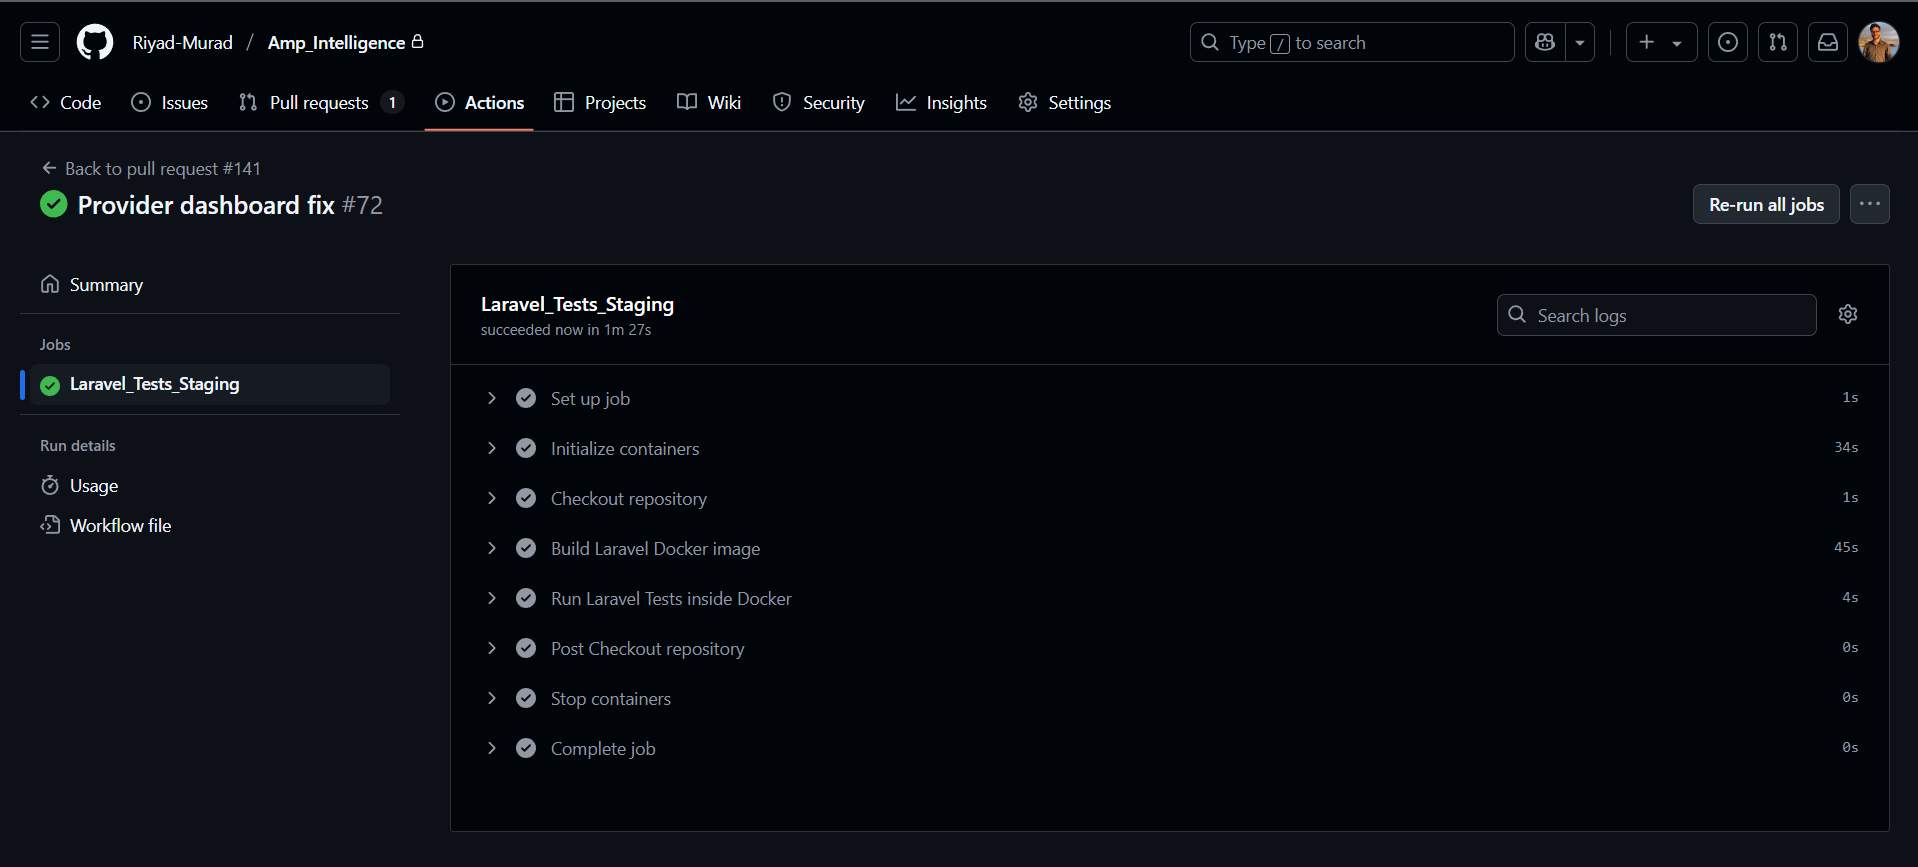 Riyad-Murad / Amp_Intelligence
Type / to search
Code
Issues
Pull requests 1
Actions
Projects
Wiki
Security
Insights
Settings
Back to pull request #141
Provider dashboard fix #72
Re-run all jobs
Summary
Jobs
Laravel_Tests_Staging
Run details
Usage
Workflow file
Laravel_Tests_Staging
succeeded now in 1m 27s
Search logs
Set up job 1s
Initialize containers 34s
Checkout repository 1s
Build Laravel Docker image 45s
Run Laravel Tests inside Docker 4s
Post Checkout repository 0s
Stop containers 0s
Complete job 0s